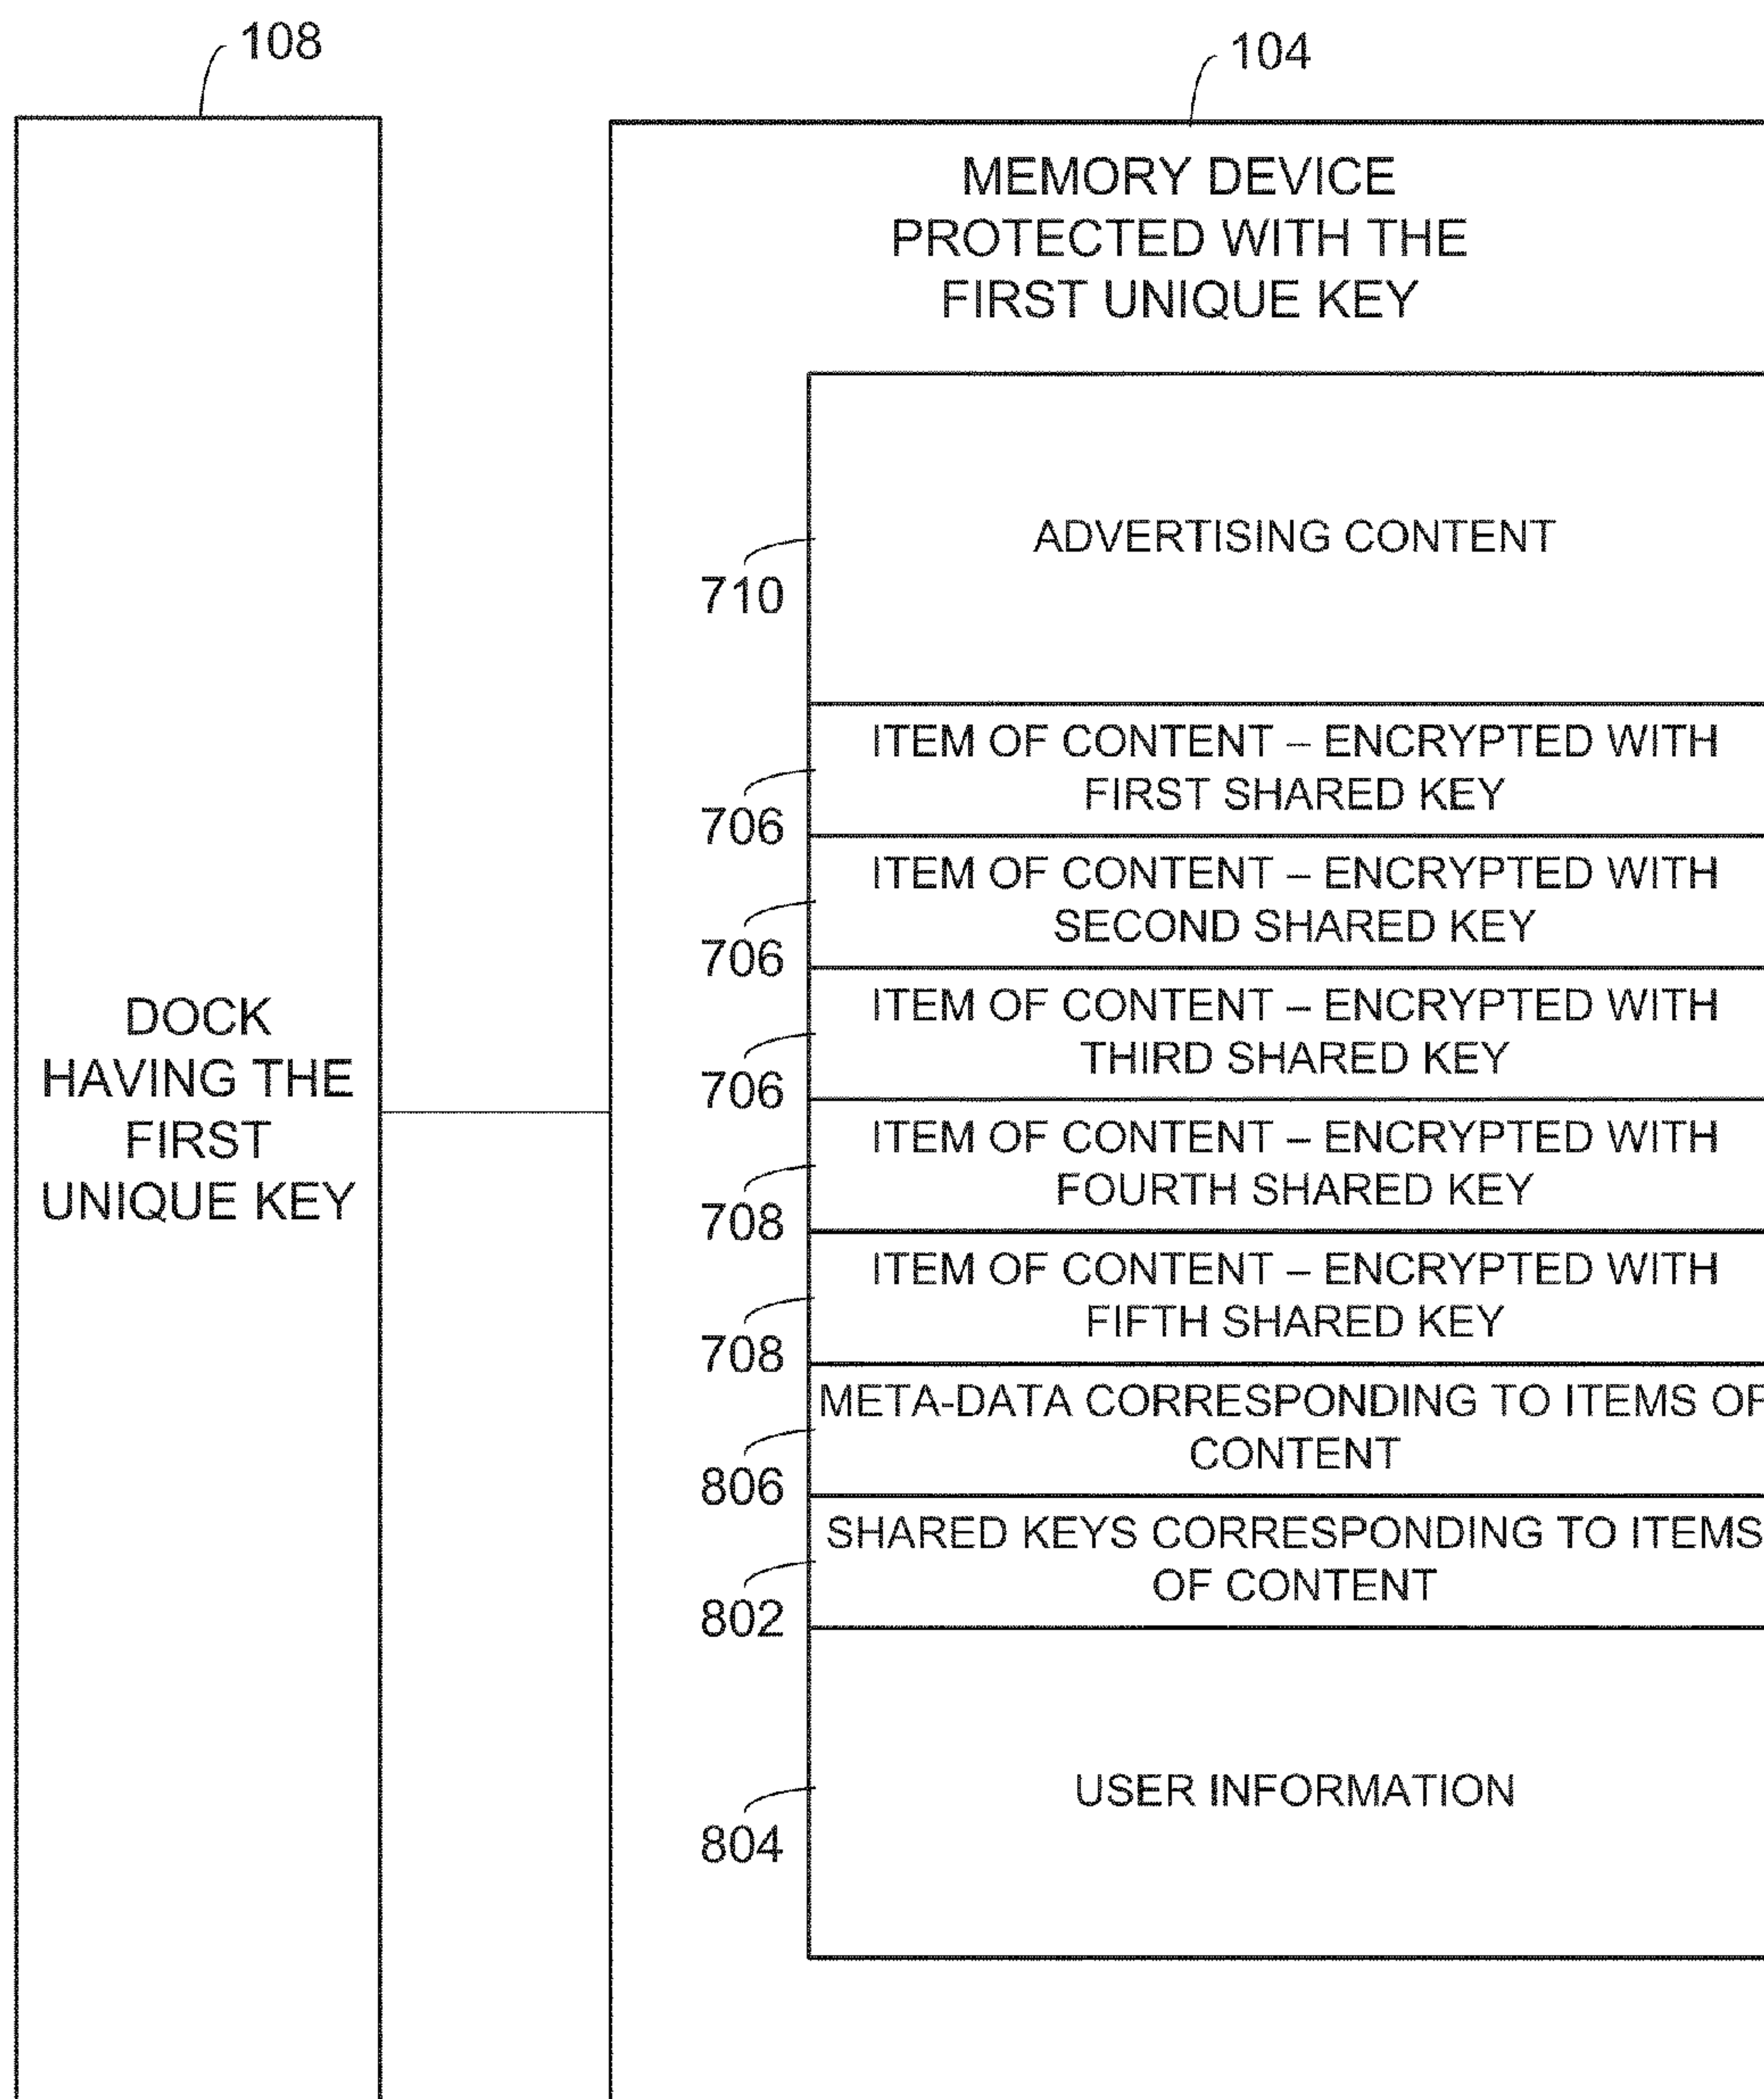 108
104
MEMORY DEVICE
PROTECTED WITH THE
FIRST UNIQUE KEY
ADVERTISING CONTENT
710
ITEM OF CONTENT – ENCRYPTED WITH
FIRST SHARED KEY
706
ITEM OF CONTENT – ENCRYPTED WITH
SECOND SHARED KEY
706
ITEM OF CONTENT – ENCRYPTED WITH
THIRD SHARED KEY
706
DOCK
HAVING THE
FIRST
UNIQUE KEY
ITEM OF CONTENT – ENCRYPTED WITH
FOURTH SHARED KEY
708
ITEM OF CONTENT – ENCRYPTED WITH
FIFTH SHARED KEY
708
META-DATA CORRESPONDING TO ITEMS OF
CONTENT
806
SHARED KEYS CORRESPONDING TO ITEMS
OF CONTENT
802
USER INFORMATION
804